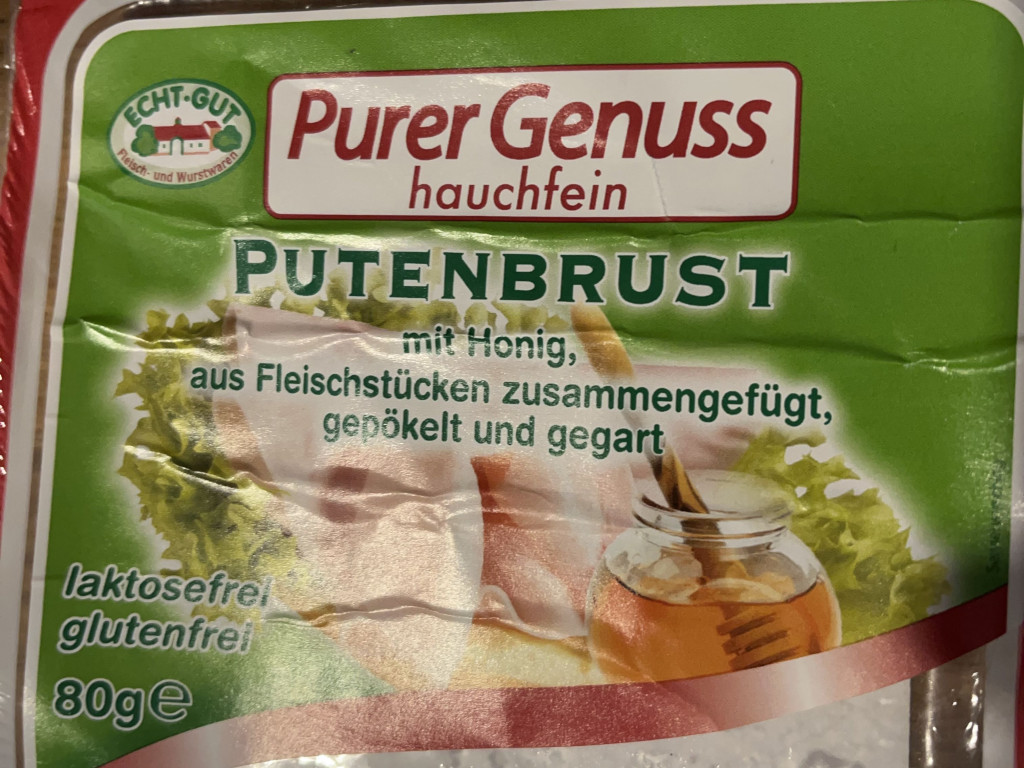 ECHT-GUT
Fleisch- und Wurstwaren
Purer Genuss
hauchfein
PUTENBRUST
mit Honig,
aus Fleischstücken zusammengefügt,
gepökelt und gegart
laktosefrei
glutenfrei
80g e